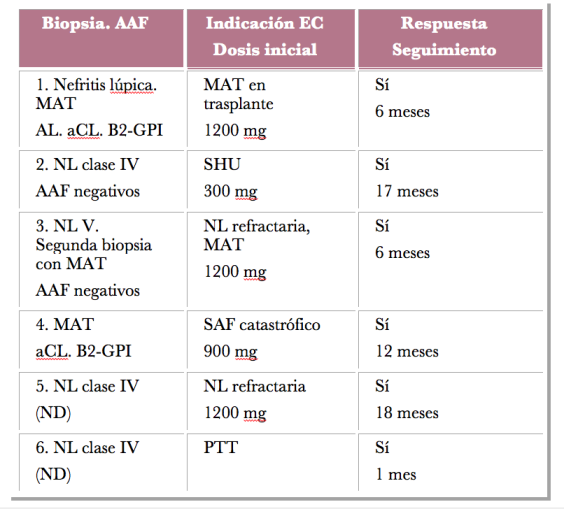 Biopsia. AAF
Indicación EC
Dosis inicial
Respuesta
Seguimiento
1. Nefritis lúpica.
MAT
AL. aCL. B2-GPI
MAT en
trasplante
1200 mg
Sí
6 meses
2. NL clase IV
AAF negativos
SHU
300 mg
Sí
17 meses
3. NL V.
Segunda biopsia
con MAT
AAF negativos
NL refractaria,
MAT
1200 mg
Sí
6 meses
4. MAT
aCL. B2-GPI
SAF catastrófico
900 mg
Sí
12 meses
5. NL clase IV
(ND)
NL refractaria
1200 mg
Sí
18 meses
6. NL clase IV
(ND)
PTT
Sí
1 mes